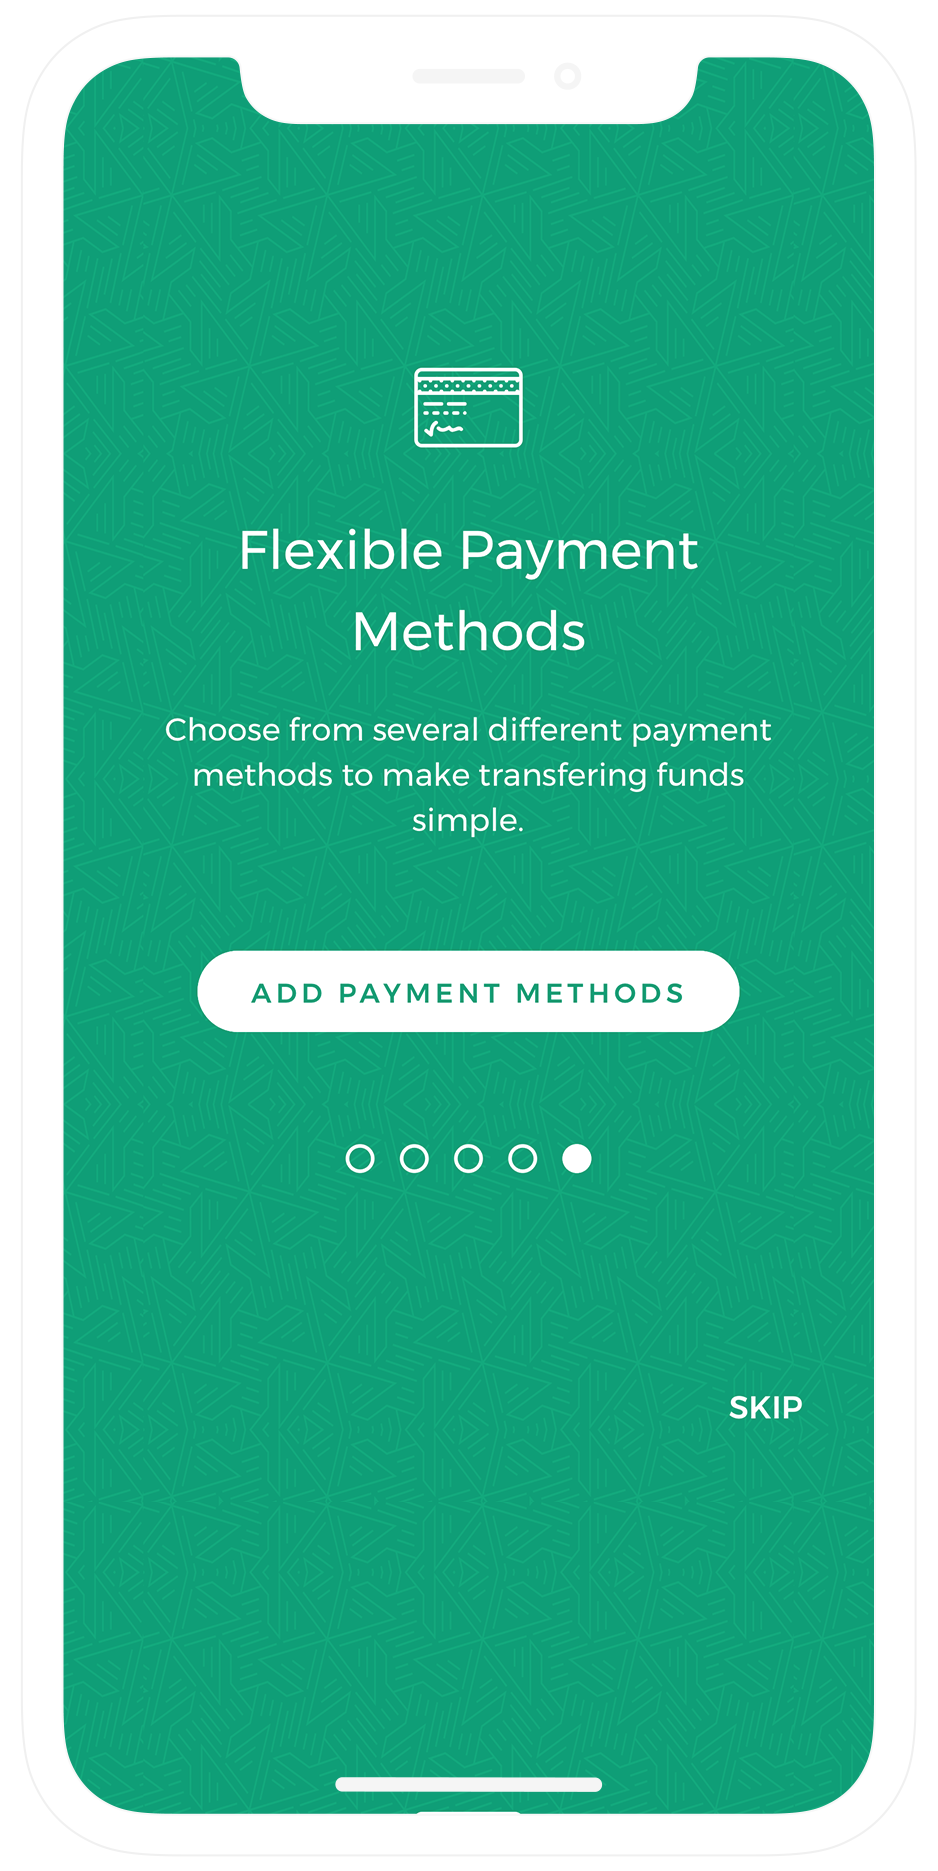 Flexible Payment
Methods
Choose from several different payment
methods to make transfering funds
simple.
ADD PAYMENT METHODS
SKIP